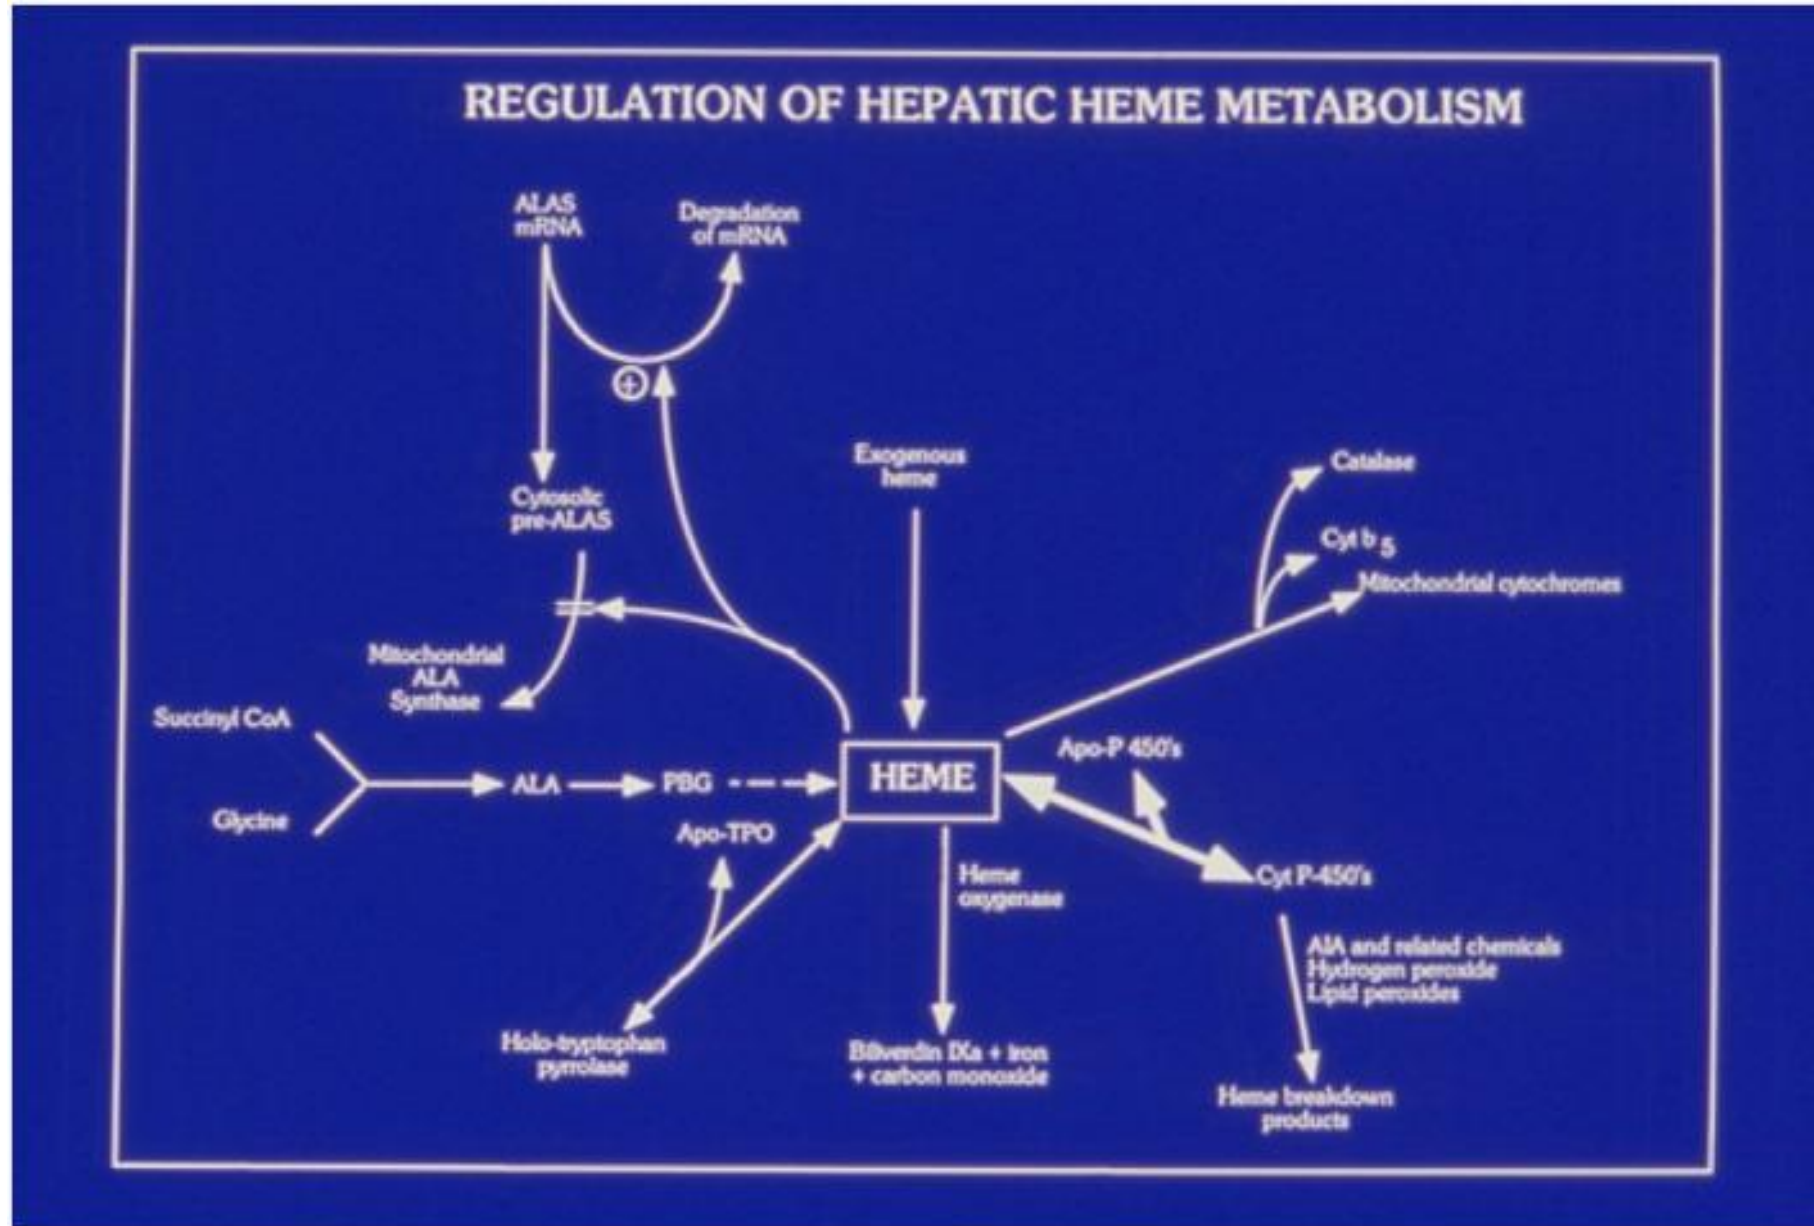 REGULATION OF HEPATIC HEME METABOLISM
ALAS
mRNA
Degradation
of mRNA
+
Cytosolic
pre-ALAS
Exogenous
heme
Catalase
Cyt b 5
Mitochondrial cytochromes
Mitochondrial
ALA
Synthase
Succinyl CoA
Glycine
ALA
PBG
HEME
Apo-P 450's
Apo-TPO
Heme
oxygenase
Cyt P-450's
AIA and related chemicals
Hydrogen peroxide
Lipid peroxides
Holo-tryptophan
pyrrolase
Biliverdin IXa + iron
+ carbon monoxide
Heme breakdown
products